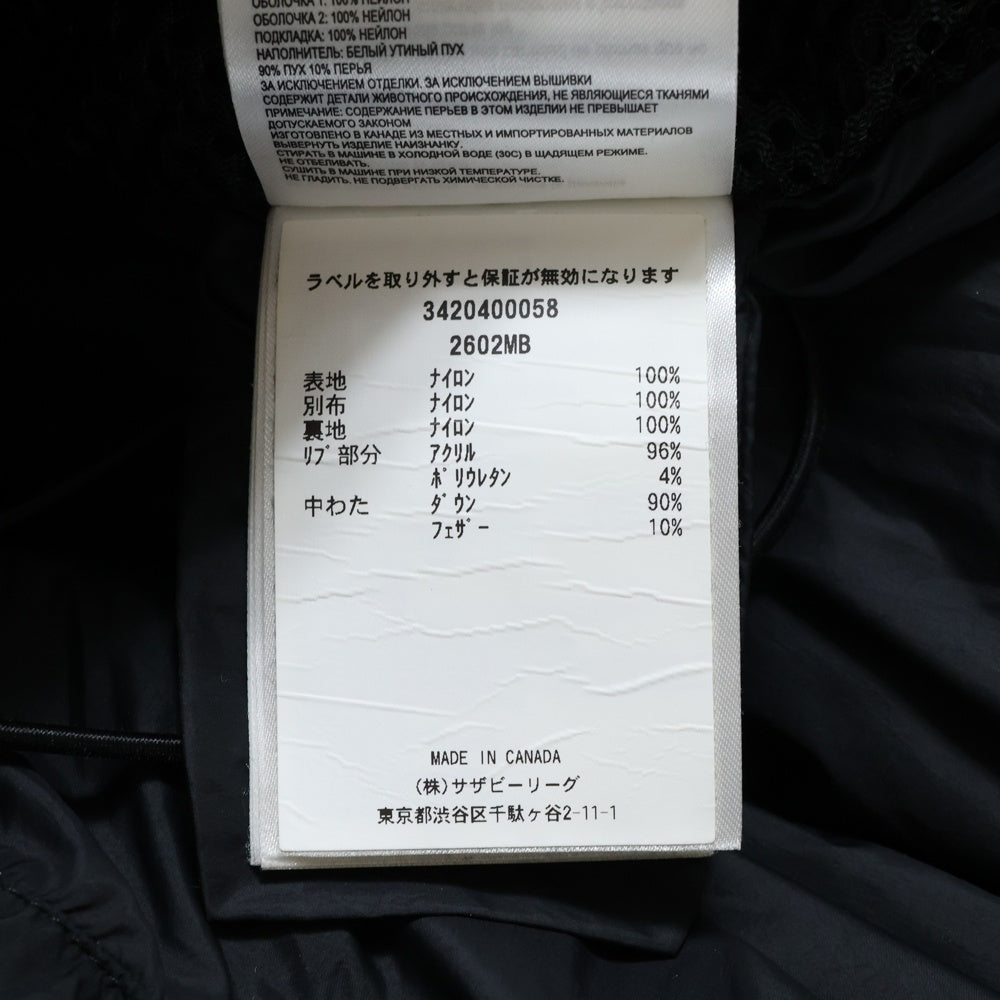 ОБОЛОЧКА 1: 100% НЕЙЛОН
ОБОЛОЧКА 2: 100% НЕЙЛОН
ПОДКЛАДКА: 100% НЕЙЛОН
НАПОЛНИТЕЛЬ: БЕЛЫЙ УТИНЫЙ ПУХ
90% ПУХ 10% ПЕРЬЯ
ЗА ИСКЛЮЧЕНИЕМ ОТДЕЛКИ. ЗА ИСКЛЮЧЕНИЕМ ВЫШИВКИ
СОДЕРЖИТ ДЕТАЛИ ЖИВОТНОГО ПРОИСХОЖДЕНИЯ, НЕ ЯВЛЯЮЩИЕСЯ ТКАНЯМИ
ПРИМЕЧАНИЕ: СОДЕРЖАНИЕ ПЕРЬЕВ В ЭТОМ ИЗДЕЛИИ НЕ ПРЕВЫШАЕТ
ДОПУСКАЕМОГО ЗАКОНОМ
ИЗГОТОВЛЕНО В КАНАДЕ ИЗ МЕСТНЫХ И ИМПОРТИРОВАННЫХ МАТЕРИАЛОВ
ВЫВЕРНУТЬ ИЗДЕЛИЕ НАИЗНАНКУ.
СТИРАТЬ В МАШИНЕ В ХОЛОДНОЙ ВОДЕ (30C) В ЩАДЯЩЕМ РЕЖИМЕ.
НЕ ОТБЕЛИВАТЬ.
СУШИТЬ В МАШИНЕ ПРИ НИЗКОЙ ТЕМПЕРАТУРЕ.
НЕ ГЛАДИТЬ. НЕ ПОДВЕРГАТЬ ХИМИЧЕСКОЙ ЧИСТКЕ.
ラベルを取り外すと保証が無効になります
3420400058
2602MB
表地 ﾅｲﾛﾝ 100%
別布 ﾅｲﾛﾝ 100%
裏地 ﾅｲﾛﾝ 100%
ﾘﾌﾞ部分 ｱｸﾘﾙ 96%
ﾎﾟﾘｳﾚﾀﾝ 4%
中わた ﾀﾞｳﾝ 90%
ﾌｪｻﾞｰ 10%
MADE IN CANADA
(株)サザビーリーグ
東京都渋谷区千駄ヶ谷2-11-1